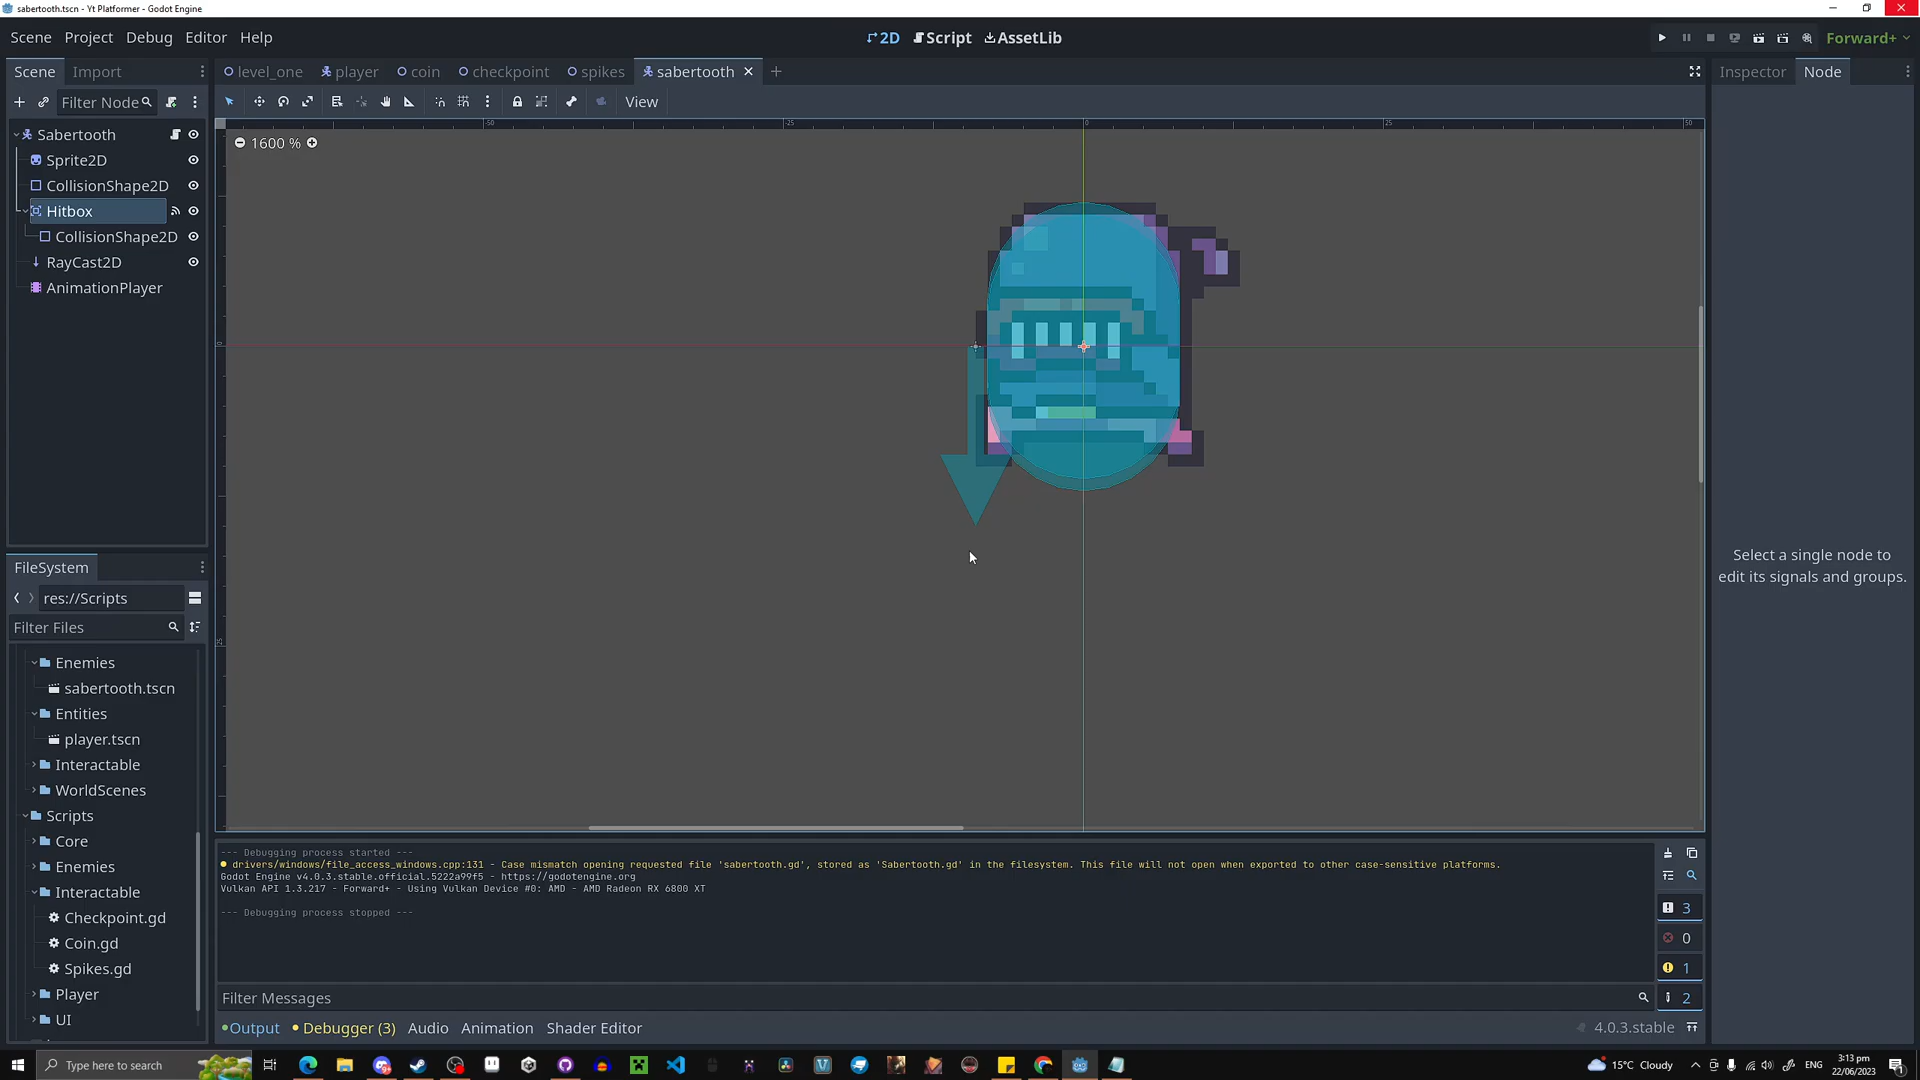 sabertooth.tscn - Yt Platformer - Godot Engine
Scene Project Debug Editor Help
2D Script AssetLib
Forward+
Scene Import
level_one player coin checkpoint spikes sabertooth
Inspector Node
Filter Node
View
1600 %
-50 -25 0 25 50
0
25
Sabertooth
Sprite2D
CollisionShape2D
Hitbox
CollisionShape2D
RayCast2D
AnimationPlayer
Select a single node to
edit its signals and groups.
FileSystem
res://Scripts
Filter Files
Enemies
sabertooth.tscn
Entities
player.tscn
Interactable
WorldScenes
Scripts
Core
Enemies
Interactable
Checkpoint.gd
Coin.gd
Spikes.gd
Player
UI
--- Debugging process started ---
drivers/windows/file_access_windows.cpp:131 - Case mismatch opening requested file 'sabertooth.gd', stored as 'Sabertooth.gd' in the filesystem. This file will not open when exported to other case-sensitive platforms.
Godot Engine v4.0.3.stable.official.5222a99f5 - https://godotengine.org
Vulkan API 1.3.217 - Forward+ - Using Vulkan Device #0: AMD - AMD Radeon RX 6800 XT
--- Debugging process stopped ---
3
0
1
2
Filter Messages
Output Debugger (3) Audio Animation Shader Editor
4.0.3.stable
Type here to search
15°C Cloudy
ENG
3:13 pm
22/06/2023